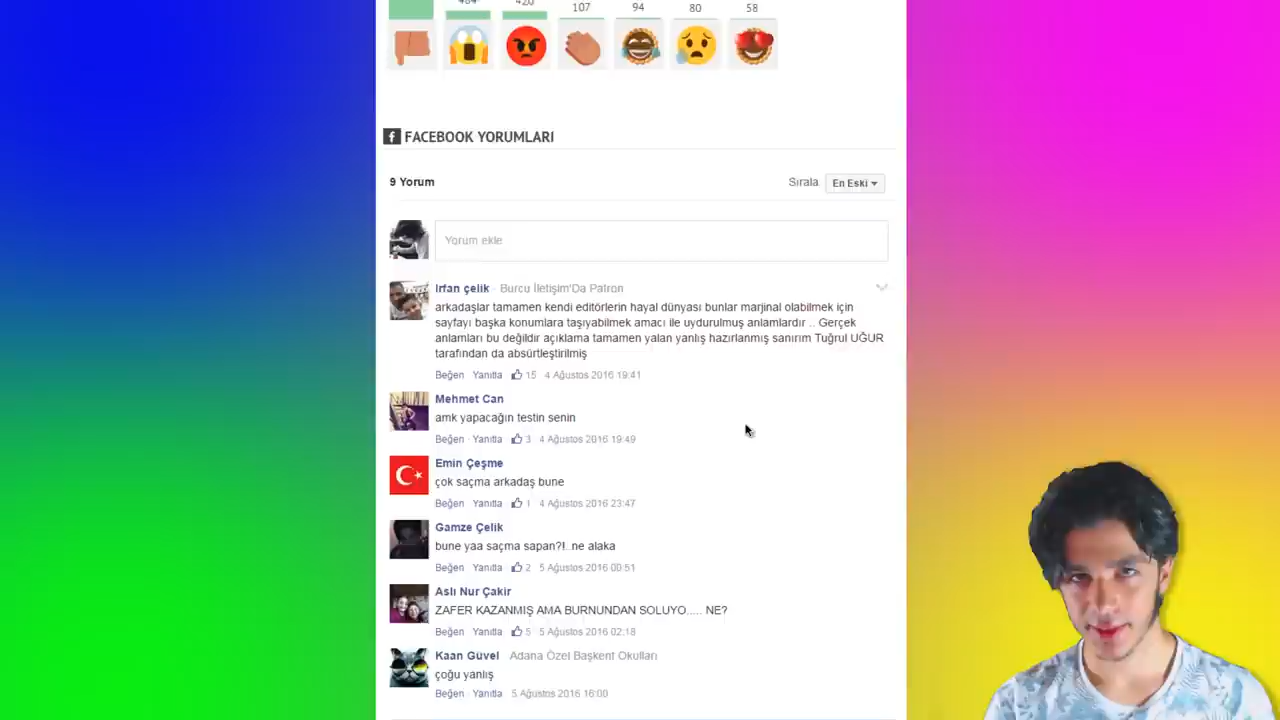 107 94 80 58
FACEBOOK YORUMLARI
9 Yorum Sırala En Eski
Yorum ekle
Irfan çelik · Burcu İletişim'Da Patron
arkadaşlar tamamen kendi editörlerin hayal dünyası bunlar marjinal olabilmek için
sayfayı başka konumlara taşıyabilmek amacı ile uydurulmuş anlamlardır .. Gerçek
anlamları bu değildir açıklama tamamen yalan yanlış hazırlanmış sanırım Tuğrul UĞUR
tarafından da absürtleştirilmiş
Beğen · Yanıtla · 15 · 4 Ağustos 2016 19:41
Mehmet Can
amk yapacağın testin senin
Beğen · Yanıtla · 3 · 4 Ağustos 2016 19:49
Emin Çeşme
çok saçma arkadaş bune
Beğen · Yanıtla · 1 · 4 Ağustos 2016 23:47
Gamze Çelik
bune yaa saçma sapan?!..ne alaka
Beğen · Yanıtla · 2 · 5 Ağustos 2016 00:51
Aslı Nur Çakir
ZAFER KAZANMIŞ AMA BURNUNDAN SOLUYO..... NE?
Beğen · Yanıtla · 5 · 5 Ağustos 2016 02:18
Kaan Güvel · Adana Özel Başkent Okulları
çoğu yanlış
Beğen · Yanıtla · 5 Ağustos 2016 16:00